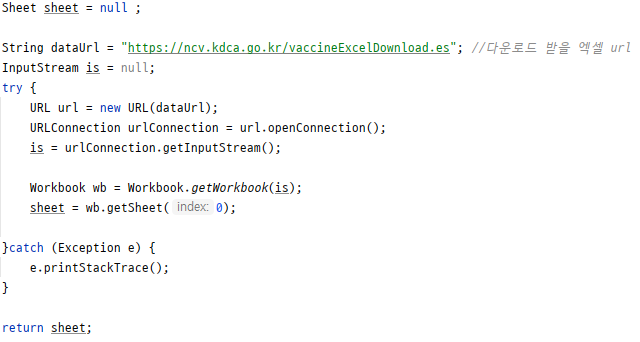 Sheet sheet = null ;
String dataUrl = "https://ncv.kdca.go.kr/vaccineExcelDownload.es"; //다운로드 받을 엑셀 url
InputStream is = null;
try {
URL url = new URL(dataUrl);
URLConnection urlConnection = url.openConnection();
is = urlConnection.getInputStream();
Workbook wb = Workbook.getWorkbook(is);
sheet = wb.getSheet( index: 0);
}catch (Exception e) {
e.printStackTrace();
}
return sheet;